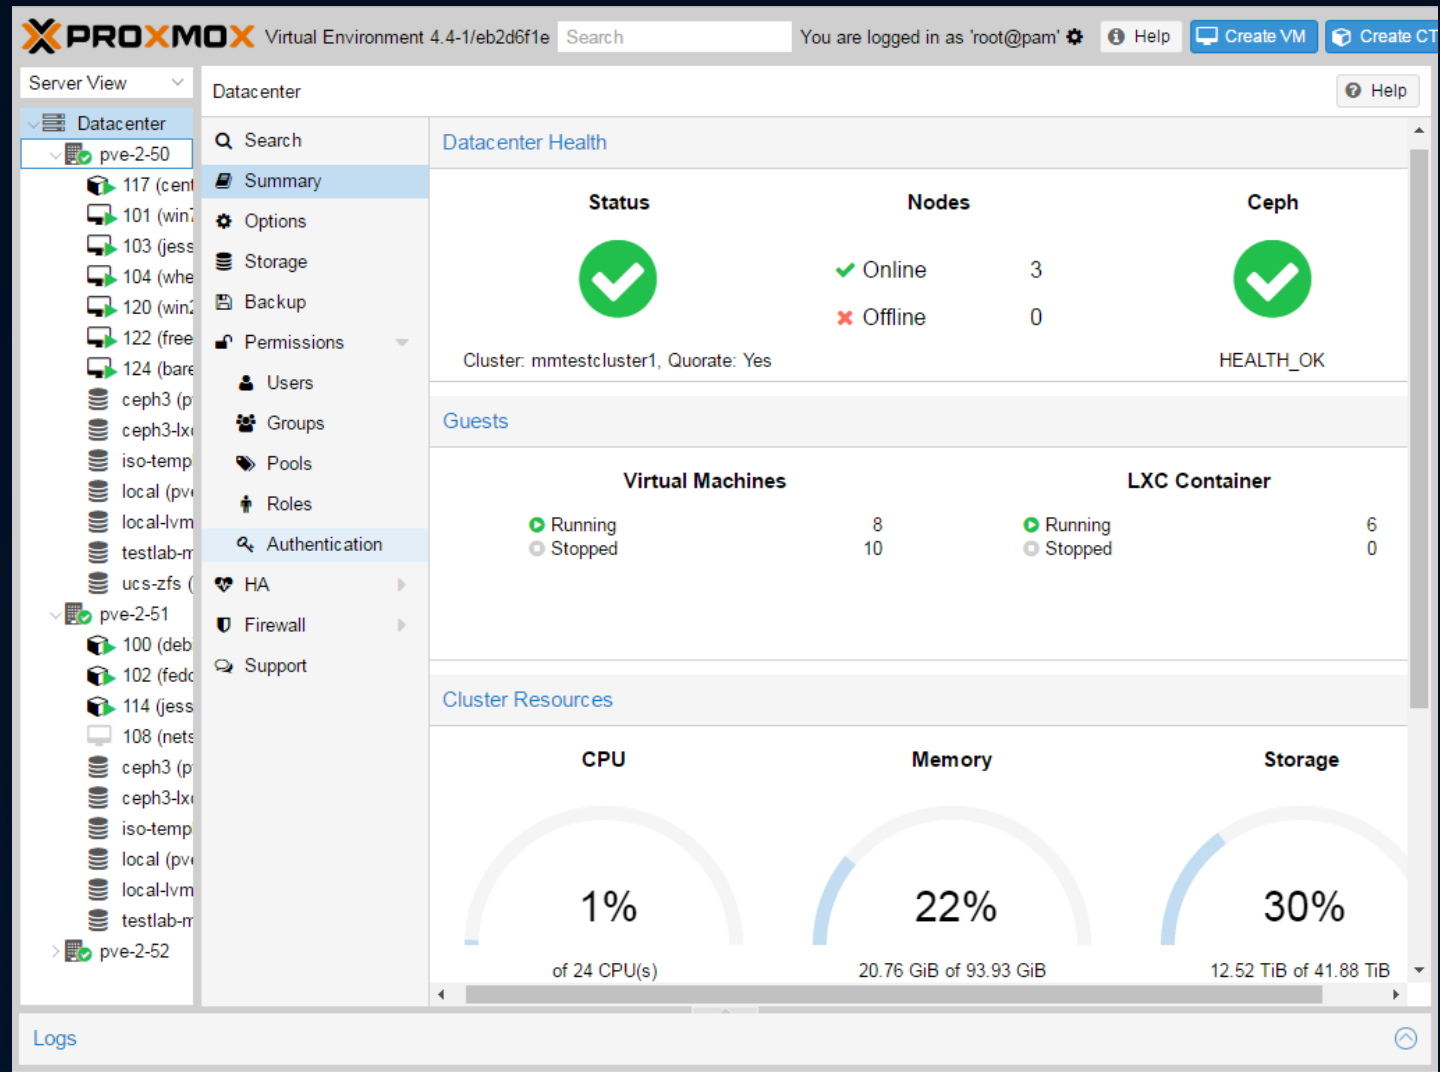 PROXMOX Virtual Environment 4.4-1/eb2d6f1e Search You are logged in as 'root@pam' Help Create VM Create CT
Server View
Datacenter
pve-2-50
117 (cent
101 (win7
103 (jess
104 (whe
120 (win2
122 (free
124 (bare
ceph3 (p
ceph3-lx
iso-temp
local (pv
local-lvm
testlab-m
ucs-zfs (
pve-2-51
100 (deb
102 (fedo
114 (jess
108 (nets
ceph3 (p
ceph3-lx
iso-temp
local (pv
local-lvm
testlab-m
pve-2-52
Datacenter
Help
Search
Summary
Options
Storage
Backup
Permissions
Users
Groups
Pools
Roles
Authentication
HA
Firewall
Support
Datacenter Health
Status Nodes Ceph
Online 3
Offline 0
Cluster: mmtestcluster1, Quorate: Yes HEALTH_OK
Guests
Virtual Machines LXC Container
Running 8 Running 6
Stopped 10 Stopped 0
Cluster Resources
CPU Memory Storage
1% 22% 30%
of 24 CPU(s) 20.76 GiB of 93.93 GiB 12.52 TiB of 41.88 TiB
Logs